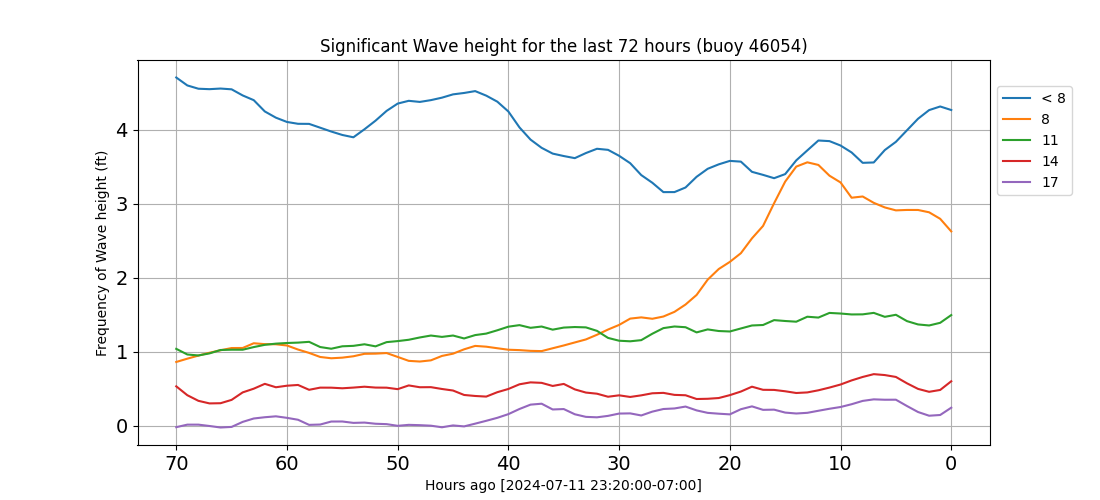 Significant Wave height for the last 72 hours (buoy 46054)
< 8
8
11
14
17
Frequency of Wave height (ft)
4
3
2
1
0
70 60 50 40 30 20 10 0
Hours ago [2024-07-11 23:20:00-07:00]